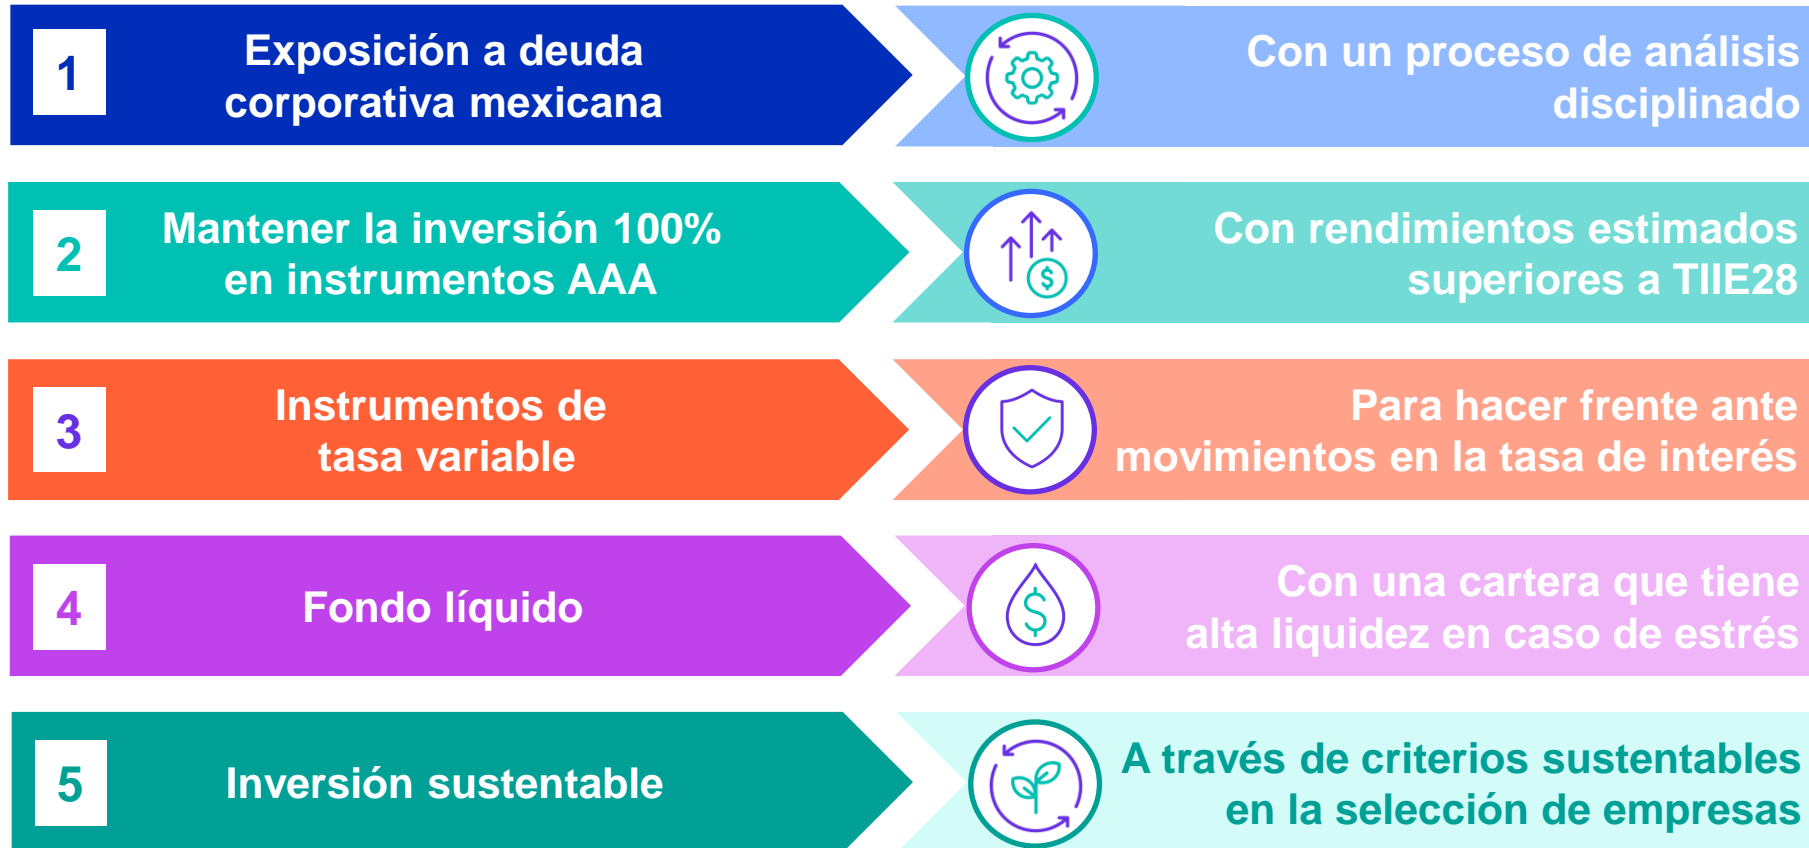 1
Exposición a deuda
corporativa mexicana
Con un proceso de análisis
disciplinado
2
Mantener la inversión 100%
en instrumentos AAA
$
Con rendimientos estimados
superiores a TIIE28
3
Instrumentos de
tasa variable
Para hacer frente ante
movimientos en la tasa de interés
4
Fondo líquido
$
Con una cartera que tiene
alta liquidez en caso de estrés
5
Inversión sustentable
A través de criterios sustentables
en la selección de empresas